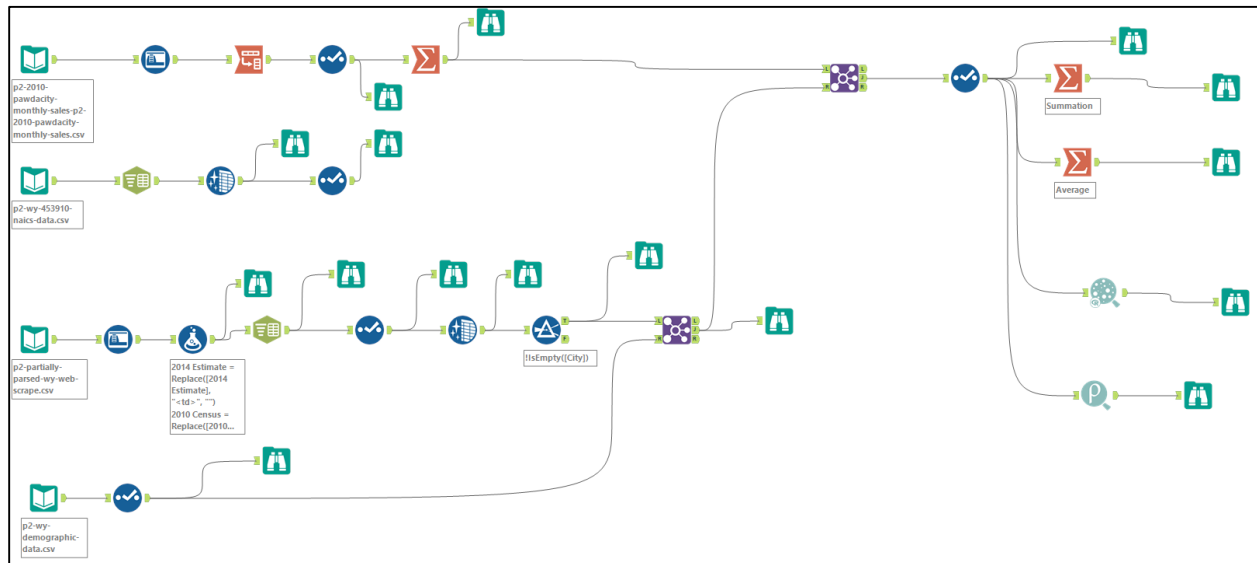 p2-2010-
pawdacity-
monthly-sales-p2-
2010-pawdacity-
monthly-sales.csv
Summation
Average
p2-wy-453910-
naics-data.csv
p2-partially-
parsed-wy-web-
scrape.csv
2014 Estimate =
Replace([2014
Estimate],
"<td>", "")
2010 Census =
Replace([2010...
!IsEmpty([City])
p2-wy-
demographic-
data.csv